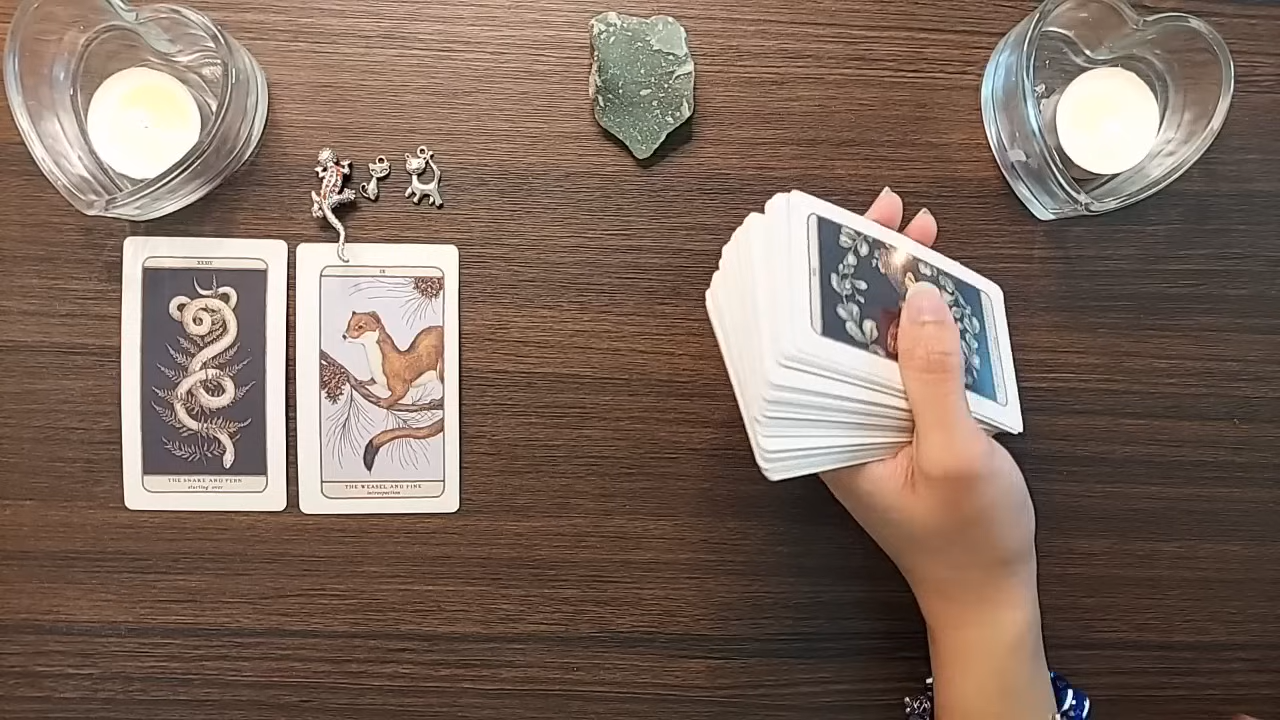 XXXIV
THE SNAKE AND FERN
starting over
IX
THE WEASEL AND PINE
introspection